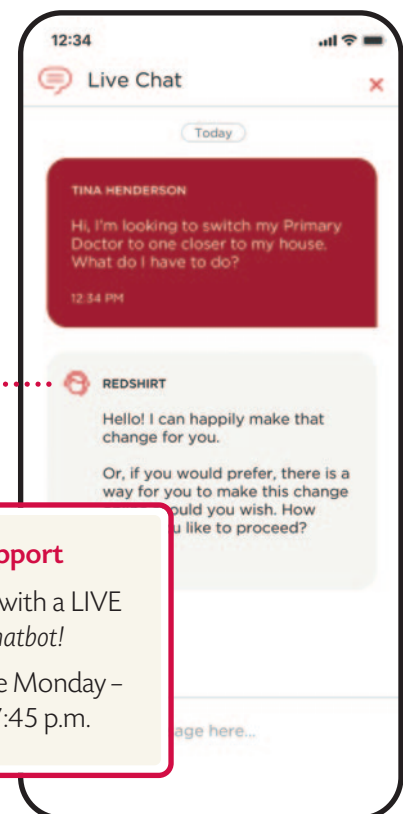 12:34
Live Chat
Today
TINA HENDERSON
Hi, I'm looking to switch my Primary
Doctor to one closer to my house.
What do I have to do?
12:34 PM
REDSHIRT
Hello! I can happily make that
change for you.
Or, if you would prefer, there is a
way for you to make this change
ould you wish. How
like to proceed?
pport
with a LIVE
hatbot!
e Monday –
7:45 p.m.
age here...